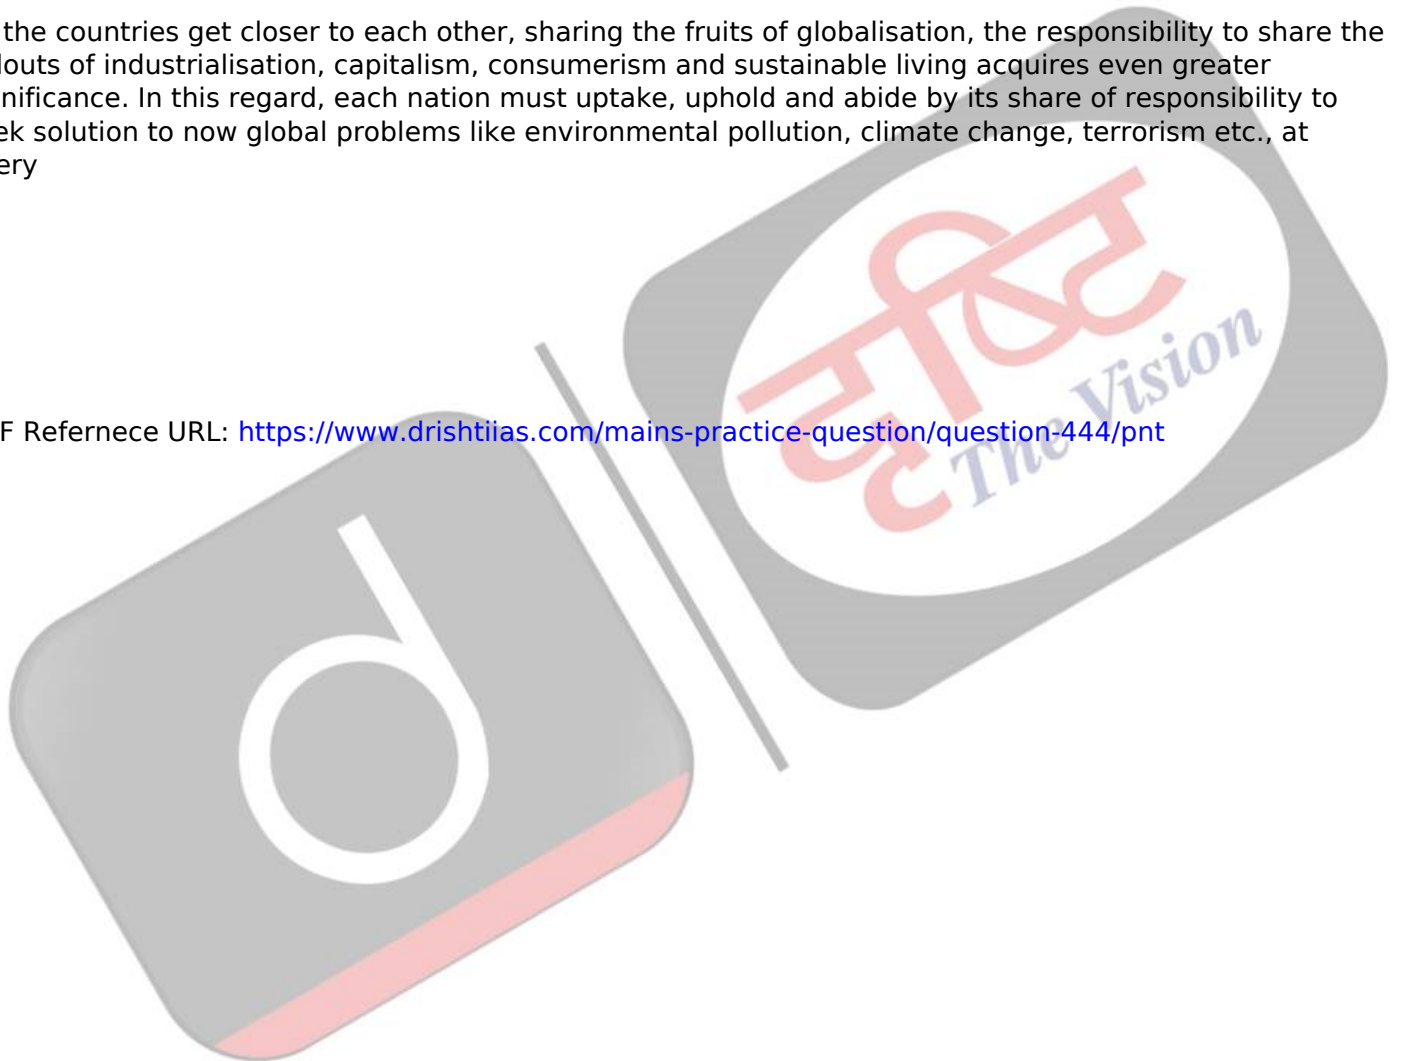 the countries get closer to each other, sharing the fruits of globalisation, the responsibility to share the
louts of industrialisation, capitalism, consumerism and sustainable living acquires even greater
nificance. In this regard, each nation must uptake, uphold and abide by its share of responsibility to
ek solution to now global problems like environmental pollution, climate change, terrorism etc., at
ery
F Refernece URL: https://www.drishtiias.com/mains-practice-question/question-444/pnt
दृष्टि
The Vision
d